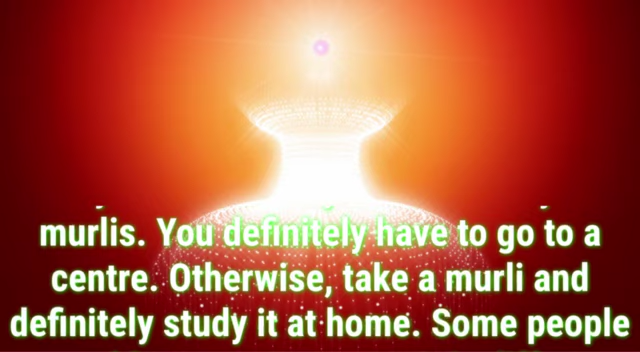 murlis. You definitely have to go to a
centre. Otherwise, take a murli and
definitely study it at home. Some people